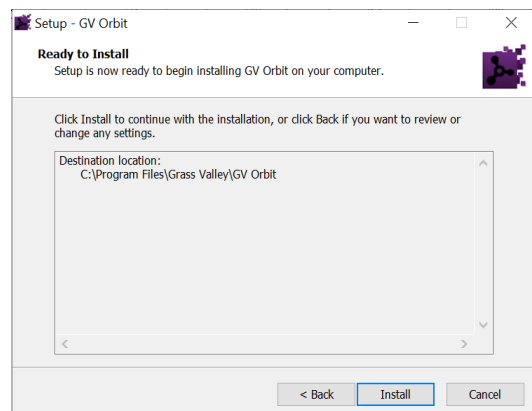 Setup - GV Orbit
Ready to Install
Setup is now ready to begin installing GV Orbit on your computer.
Click Install to continue with the installation, or click Back if you want to review or
change any settings.
Destination location:
C:\Program Files\Grass Valley\GV Orbit
< Back
Install
Cancel